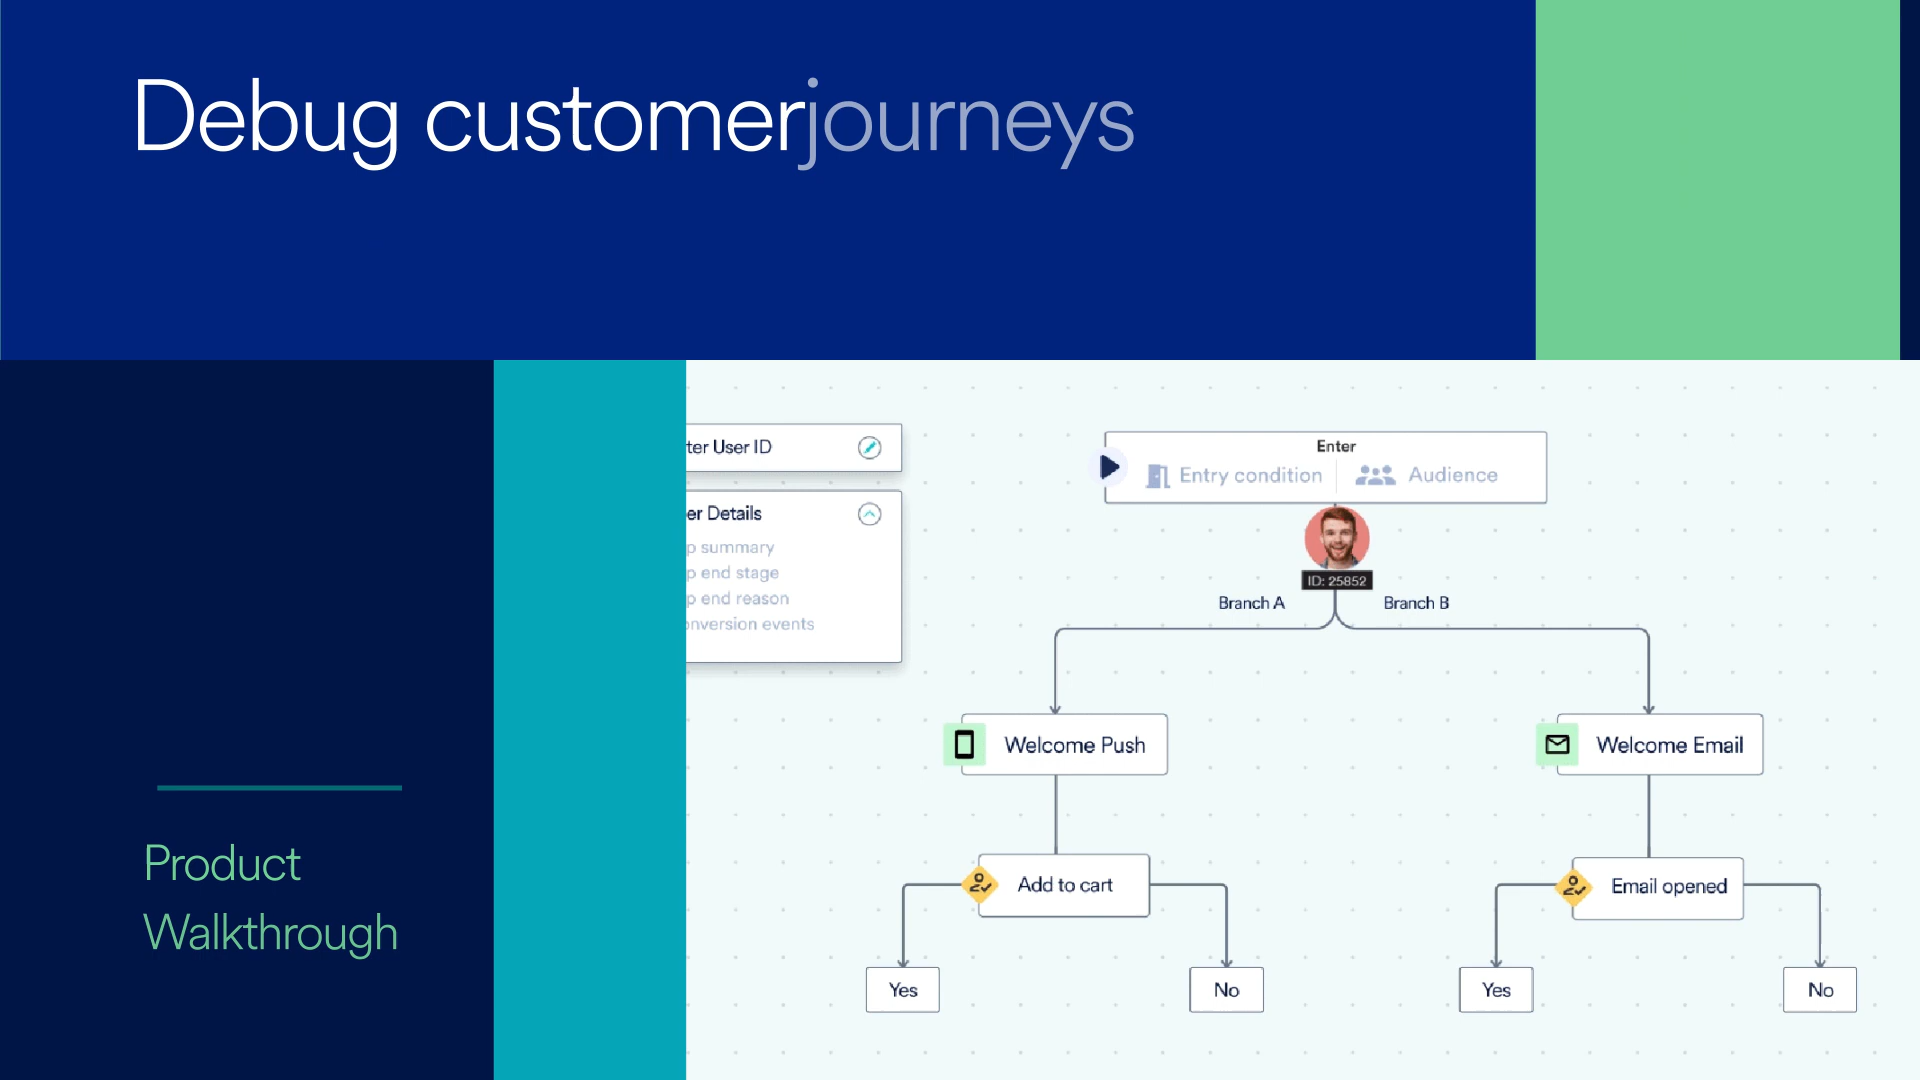 Debug customerjourneys
ter User ID
er Details
p summary
p end stage
p end reason
onversion events
Enter
Entry condition
Audience
ID: 25852
Branch A
Branch B
Welcome Push
Welcome Email
Add to cart
Email opened
Yes
No
Yes
No
Product
Walkthrough